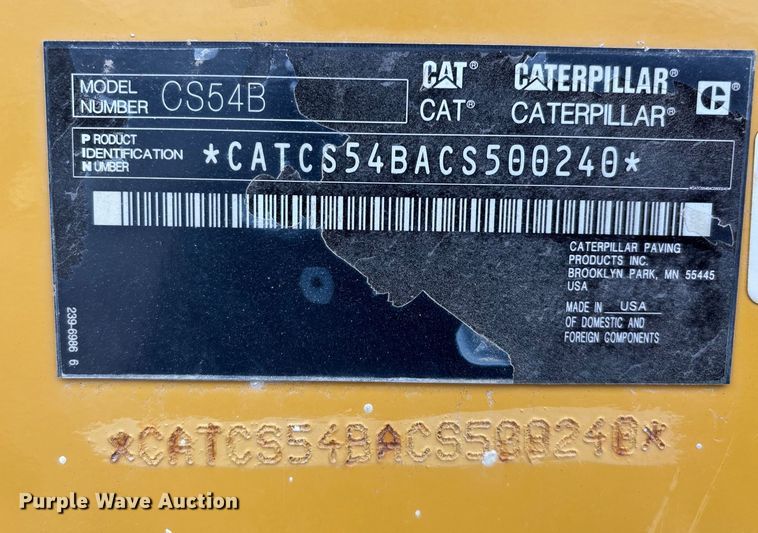 MODEL NUMBER CS54B
CAT® CATERPILLAR®
CAT® CATERPILLAR® C®
PRODUCT
IDENTIFICATION
NUMBER
*CATCS54BACS500240*
*CATCS54BACS500240*
CATERPILLAR PAVING
PRODUCTS INC.
BROOKLYN PARK, MN 55445
USA
MADE IN USA
OF DOMESTIC AND
FOREIGN COMPONENTS
239-6986 6
*CATCS54BACS500240*
Purple Wave Auction